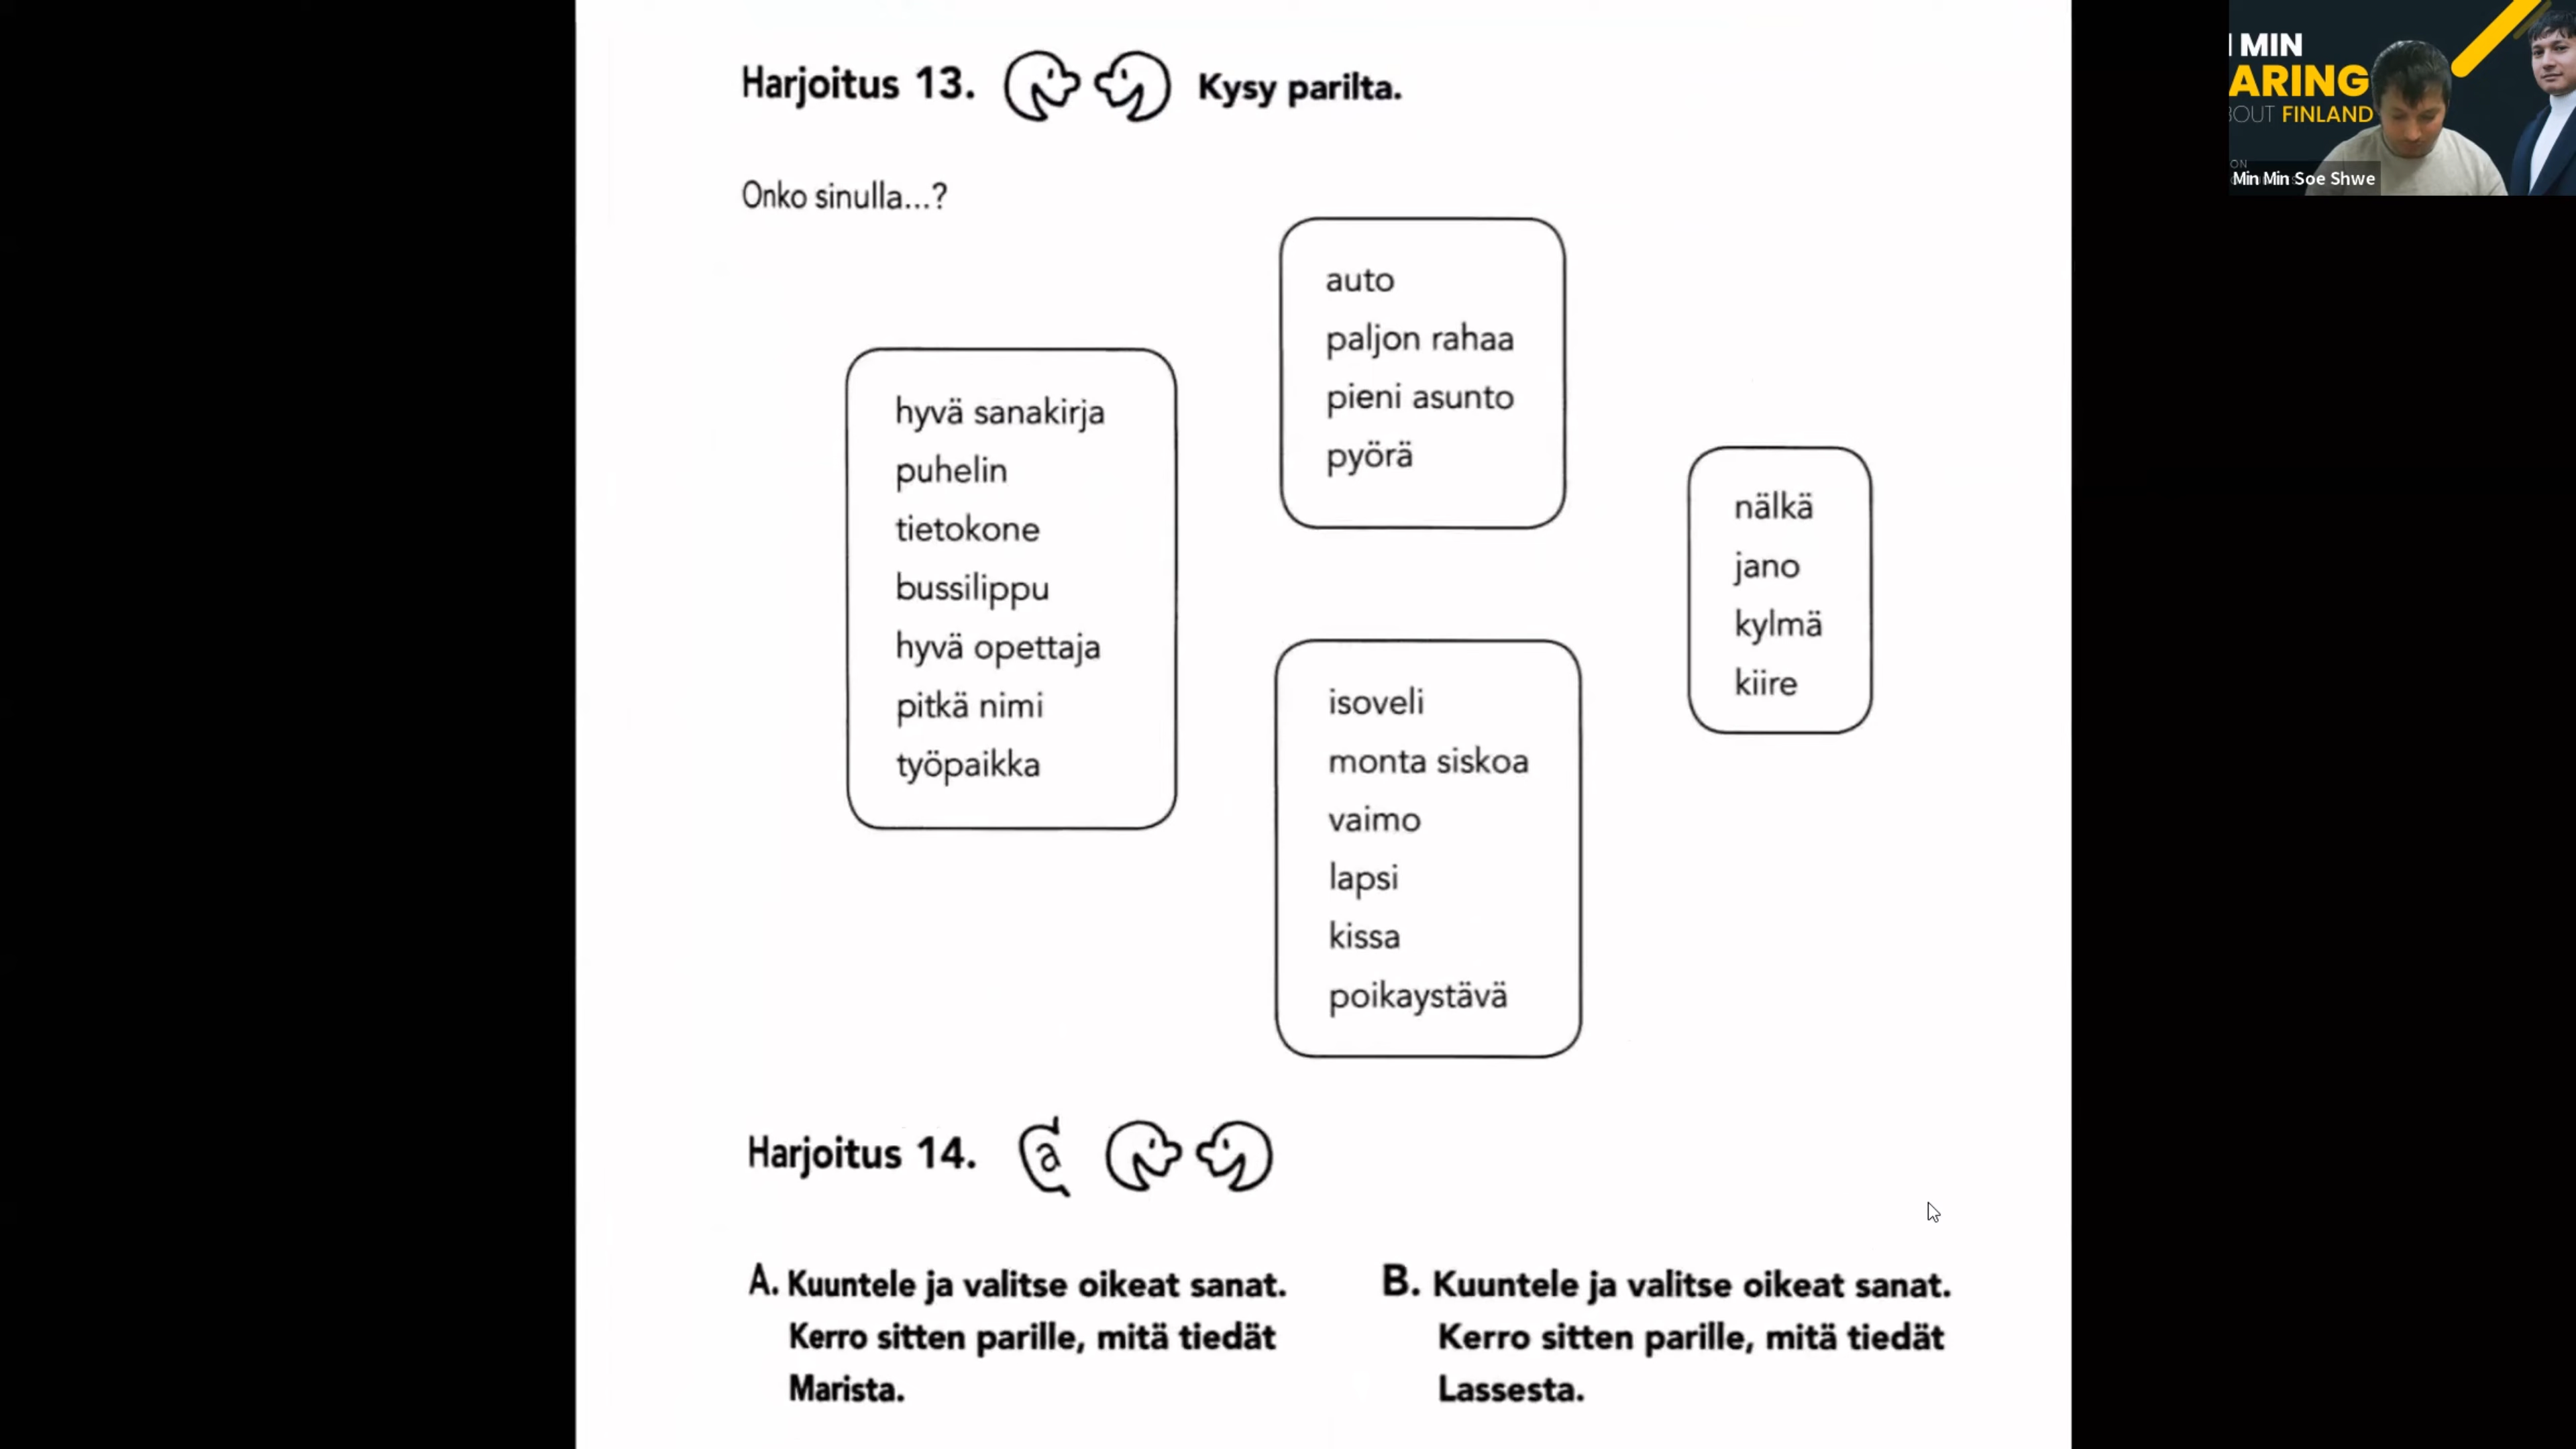 Harjoitus 13. Kysy parilta.
Onko sinulla...?
auto
paljon rahaa
pieni asunto
pyörä
hyvä sanakirja
puhelin
tietokone
bussilippu
hyvä opettaja
pitkä nimi
työpaikka
nälkä
jano
kylmä
kiire
isoveli
monta siskoa
vaimo
lapsi
kissa
poikaystävä
Harjoitus 14. a
A. Kuuntele ja valitse oikeat sanat.
Kerro sitten parille, mitä tiedät
Marista.
B. Kuuntele ja valitse oikeat sanat.
Kerro sitten parille, mitä tiedät
Lassesta.
MIN
ARING
BOUT FINLAND
ON
Min Min Soe Shwe